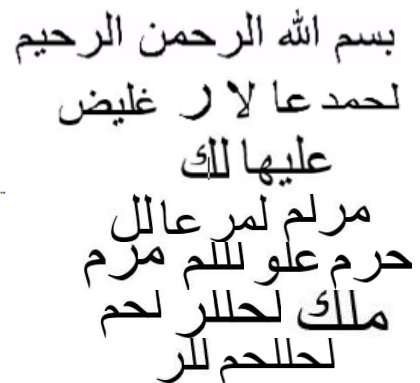 بسم الله الرحمن الرحيم
لحمد عا لا ر غليض
عليها لك
مرلم لمر عالل
حرم علو لللم مرم
ملك لحللر لحم
لحللحم للر